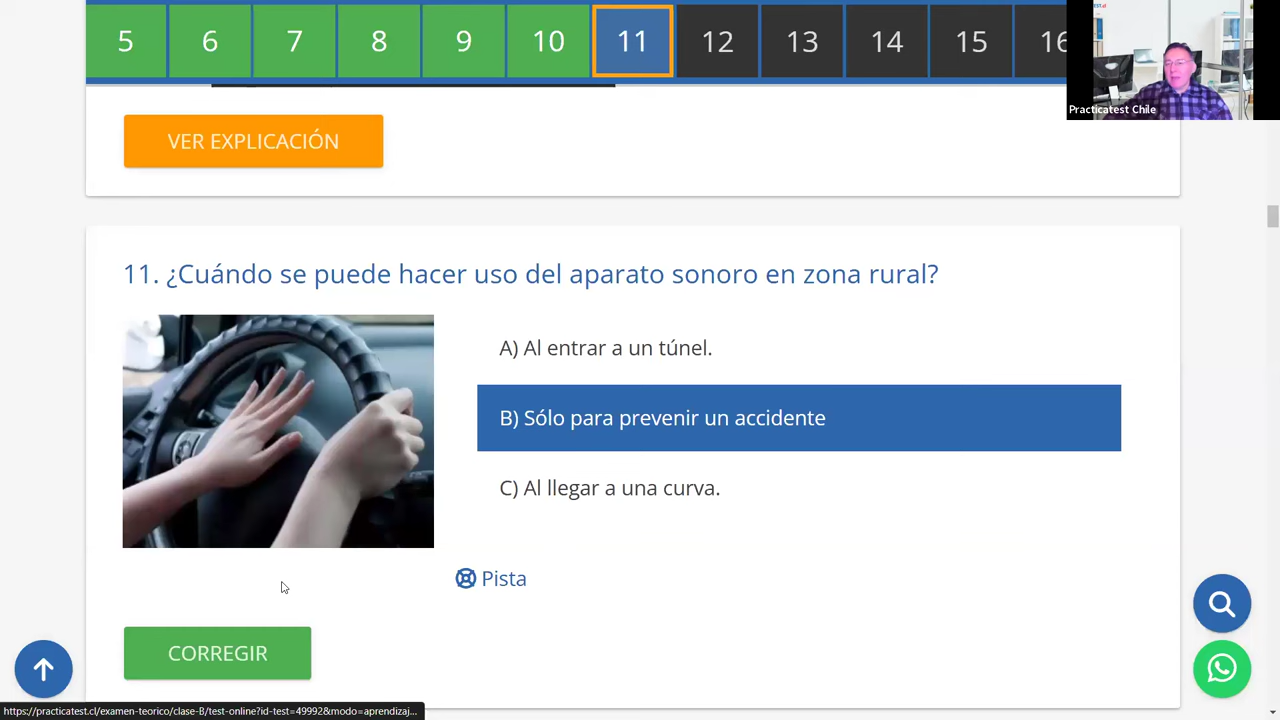 5 6 7 8 9 10 11 12 13 14 15 16
Practicatest Chile
VER EXPLICACIÓN
11. ¿Cuándo se puede hacer uso del aparato sonoro en zona rural?
A) Al entrar a un túnel.
B) Sólo para prevenir un accidente
C) Al llegar a una curva.
Pista
CORREGIR
https://practicatest.cl/examen-teorico/clase-B/test-online?id-test=49992&modo=aprendizaj...